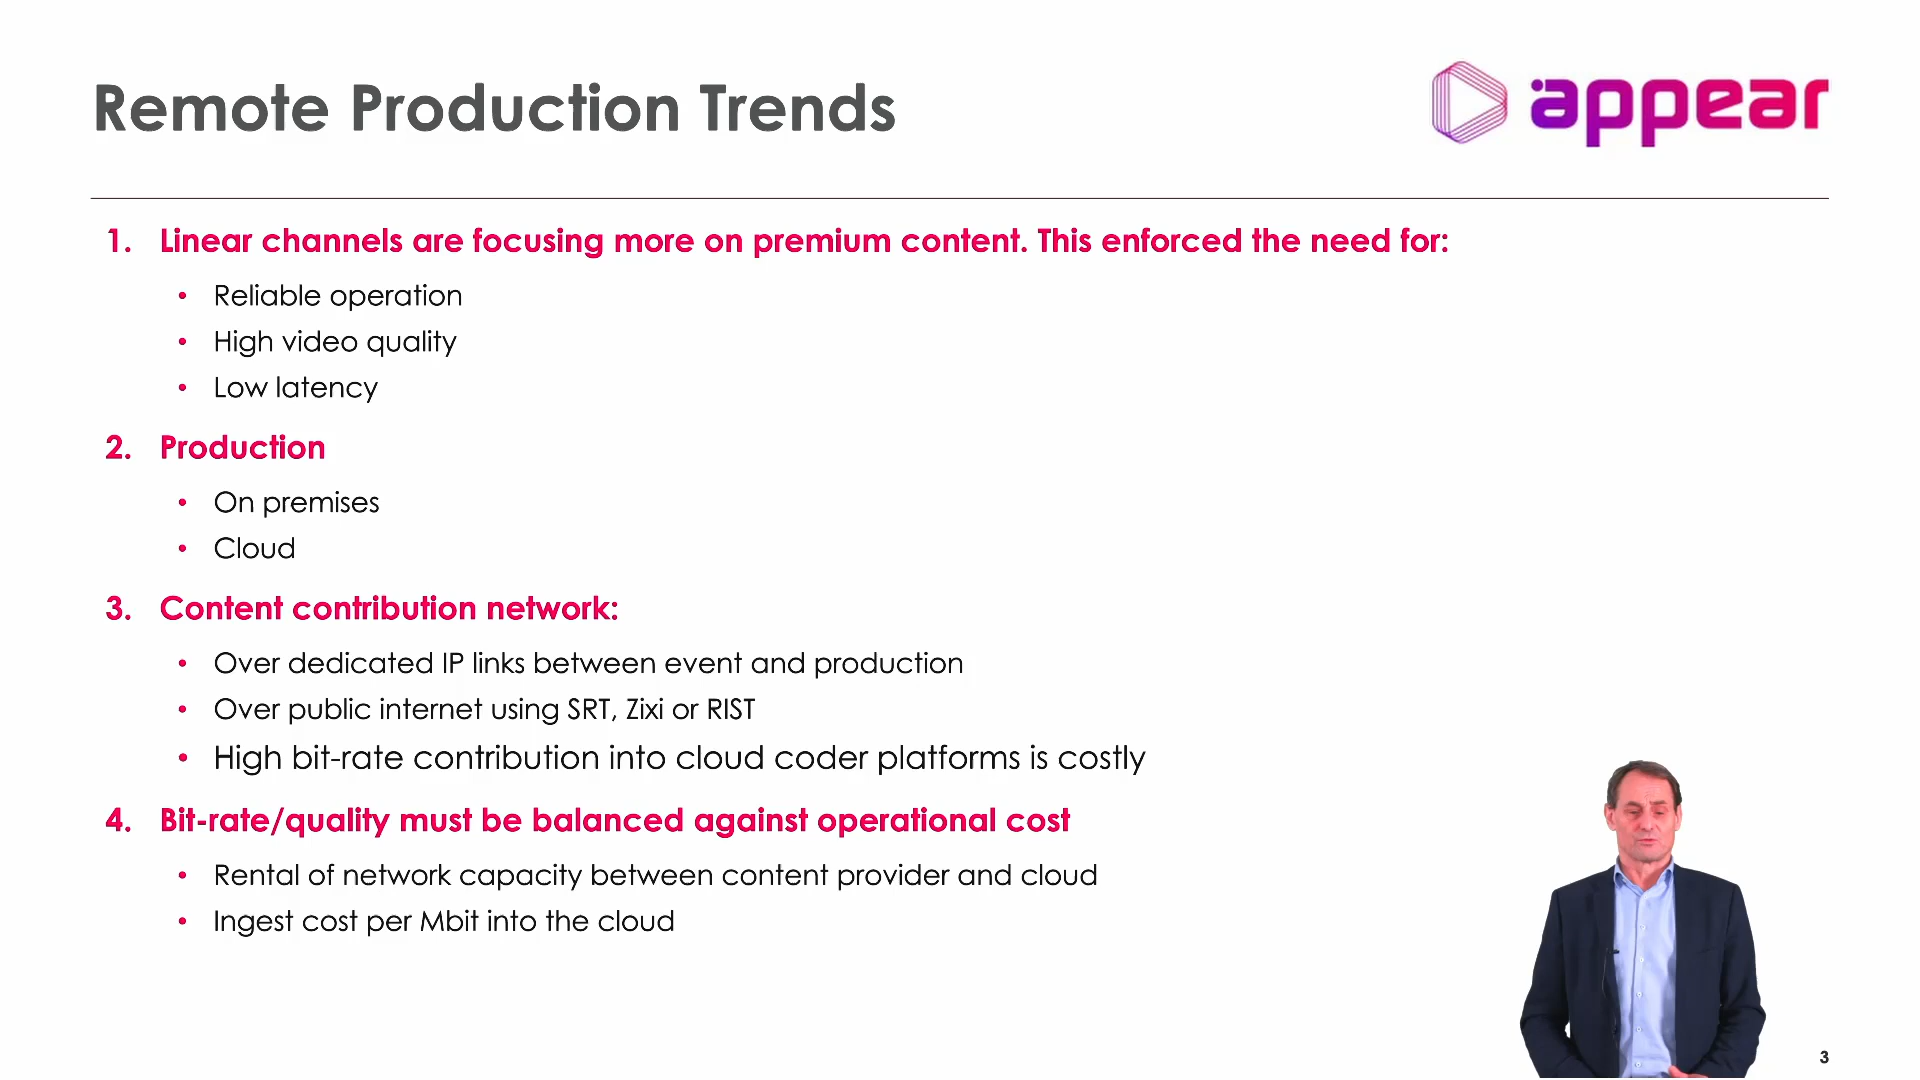 Remote Production Trends
appear
1. Linear channels are focusing more on premium content. This enforced the need for:
• Reliable operation
• High video quality
• Low latency
2. Production
• On premises
• Cloud
3. Content contribution network:
• Over dedicated IP links between event and production
• Over public internet using SRT, Zixi or RIST
• High bit-rate contribution into cloud coder platforms is costly
4. Bit-rate/quality must be balanced against operational cost
• Rental of network capacity between content provider and cloud
• Ingest cost per Mbit into the cloud
3